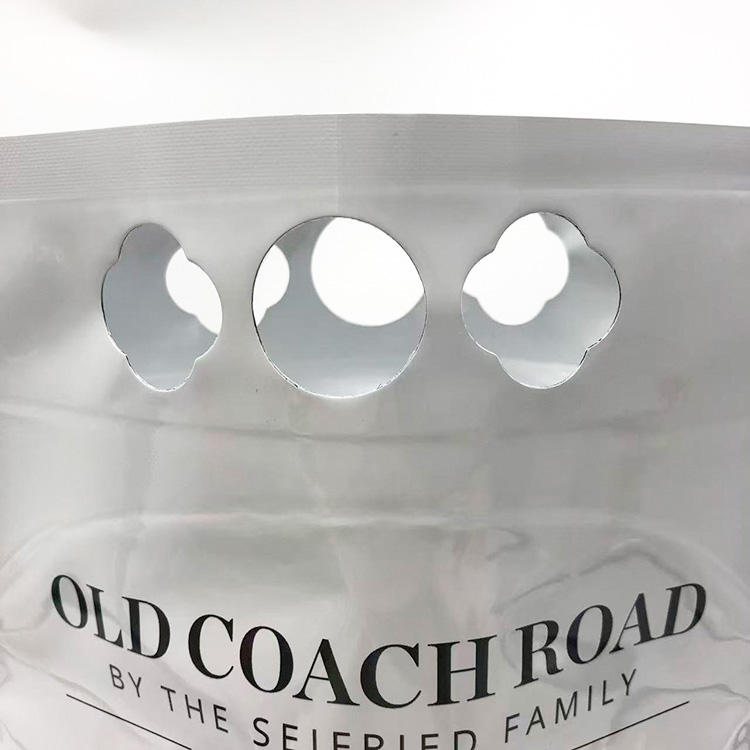 OLD COACH ROAD
BY THE SEIFRIED FAMILY